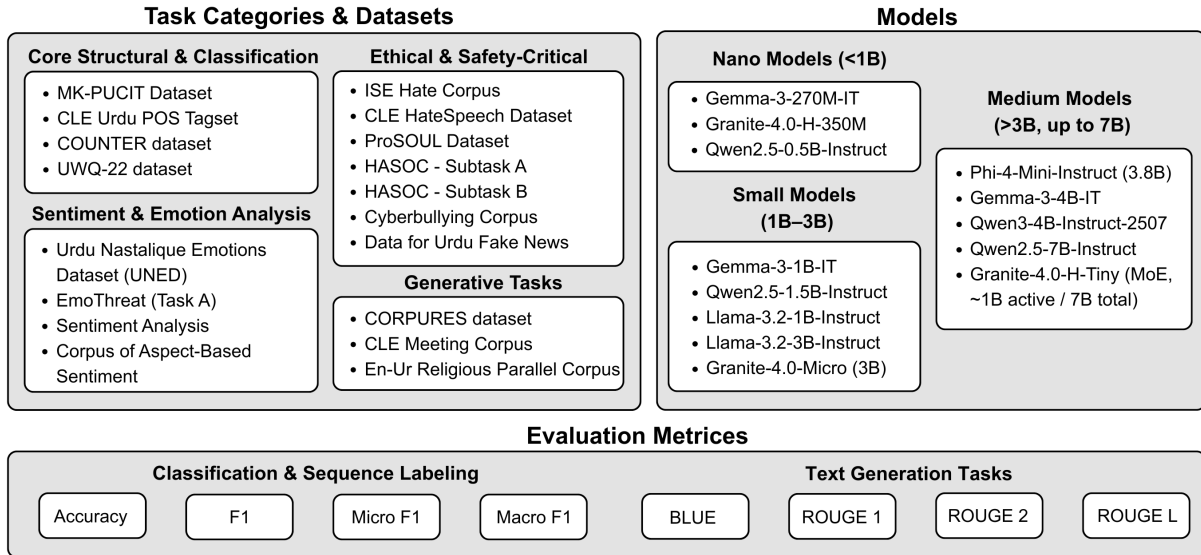 Task Categories & Datasets
Core Structural & Classification
• MK-PUCIT Dataset
• CLE Urdu POS Tagset
• COUNTER dataset
• UWQ-22 dataset
Sentiment & Emotion Analysis
• Urdu Nastalique Emotions
Dataset (UNED)
• EmoThreat (Task A)
• Sentiment Analysis
• Corpus of Aspect-Based
Sentiment
Ethical & Safety-Critical
• ISE Hate Corpus
• CLE HateSpeech Dataset
• ProSOUL Dataset
• HASOC - Subtask A
• HASOC - Subtask B
• Cyberbullying Corpus
• Data for Urdu Fake News
Generative Tasks
• CORPURES dataset
• CLE Meeting Corpus
• En-Ur Religious Parallel Corpus
Models
Nano Models (<1B)
• Gemma-3-270M-IT
• Granite-4.0-H-350M
• Qwen2.5-0.5B-Instruct
Small Models
(1B–3B)
• Gemma-3-1B-IT
• Qwen2.5-1.5B-Instruct
• Llama-3.2-1B-Instruct
• Llama-3.2-3B-Instruct
• Granite-4.0-Micro (3B)
Medium Models
(>3B, up to 7B)
• Phi-4-Mini-Instruct (3.8B)
• Gemma-3-4B-IT
• Qwen3-4B-Instruct-2507
• Qwen2.5-7B-Instruct
• Granite-4.0-H-Tiny (MoE,
~1B active / 7B total)
Evaluation Metrices
Classification & Sequence Labeling
Accuracy
F1
Micro F1
Macro F1
Text Generation Tasks
BLUE
ROUGE 1
ROUGE 2
ROUGE L